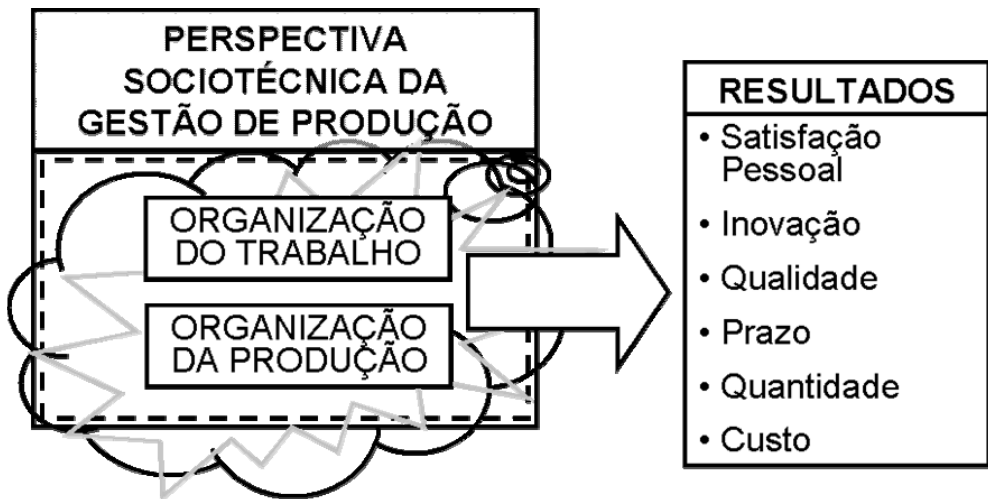 PERSPECTIVA
SOCIOTÉCNICA DA
GESTÃO DE PRODUÇÃO
ORGANIZAÇÃO
DO TRABALHO
ORGANIZAÇÃO
DA PRODUÇÃO
RESULTADOS
• Satisfação
Pessoal
• Inovação
• Qualidade
• Prazo
• Quantidade
• Custo